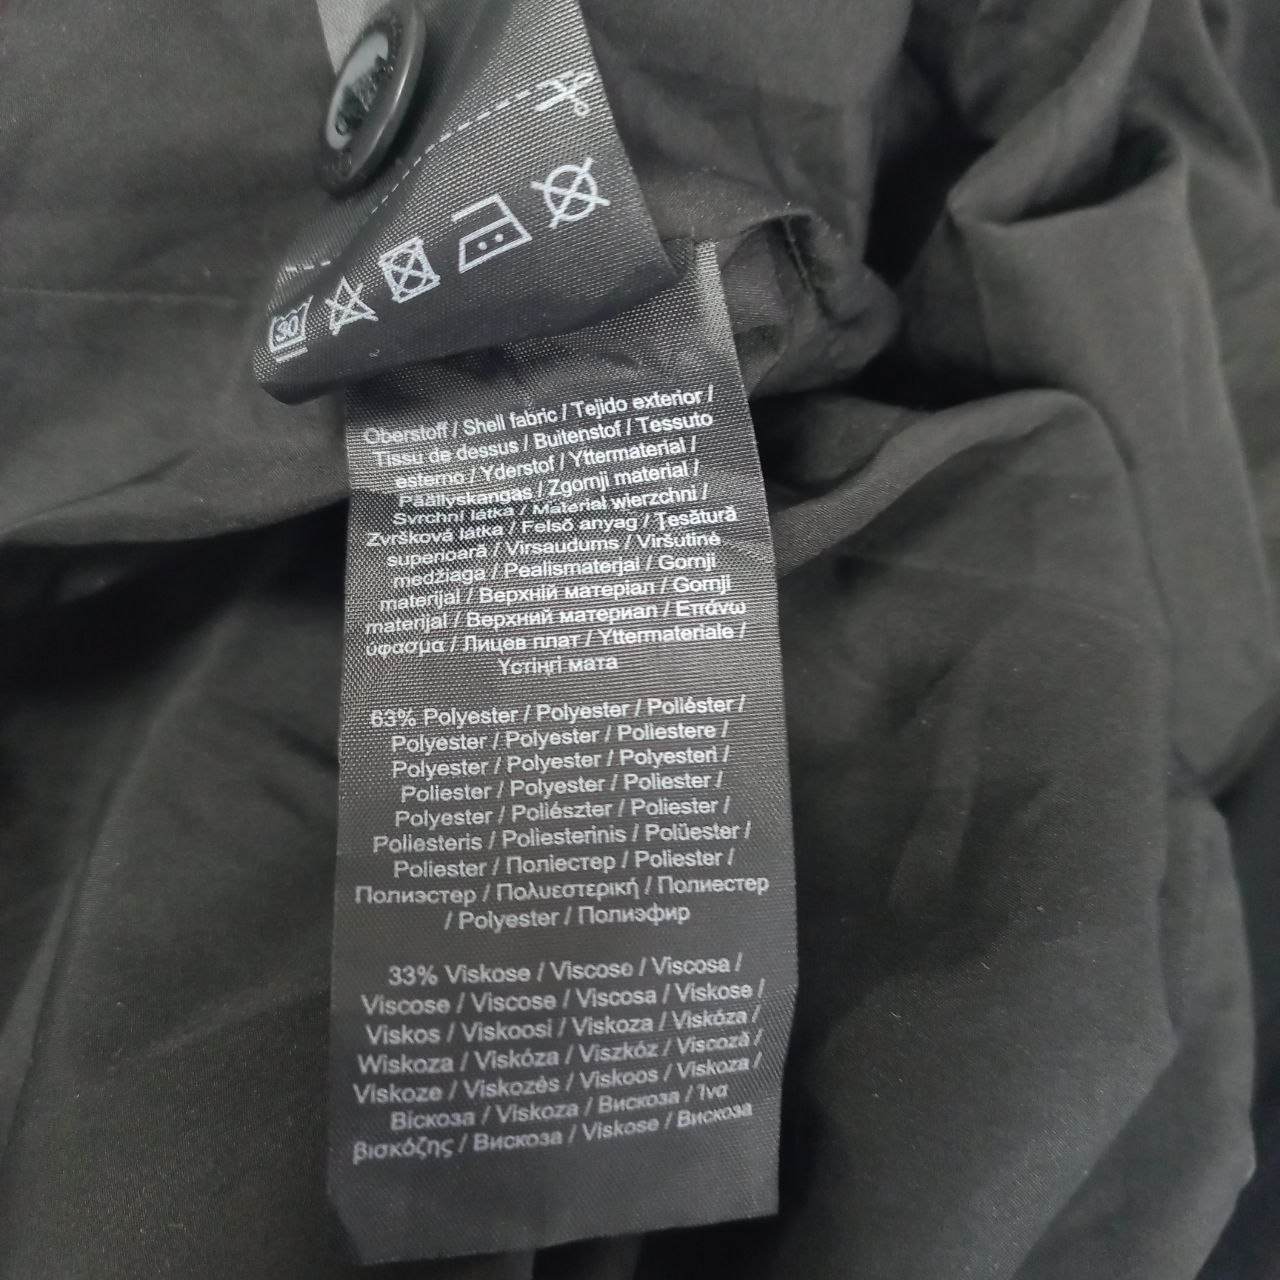 30
Oberstoff / Shell fabric / Tejido exterior /
Tissu de dessus / Buitenstof / Tessuto
esterno / Yderstof / Yttermaterial /
Päällyskangas / Zgornji material /
Svrchní látka / Materiał wierzchni /
Zvršková látka / Felső anyag / Țesătură
superioară / Virsaudums / Viršutinė
medžiaga / Pealismaterjal / Gornji
materijal / Верхній матеріал / Gornji
materijal / Верхний материал / Επάνω
ύφασμα / Лицев плат / Yttermateriale /
Үстіңгі мата
63% Polyester / Polyester / Poliéster /
Polyester / Polyester / Poliestere /
Polyester / Polyester / Polyesteri /
Poliester / Polyester / Poliester /
Polyester / Poliészter / Poliester /
Poliesteris / Poliesterinis / Polüester /
Poliester / Поліестер / Poliester /
Полиэстер / Πολυεστερική / Полиестер
/ Polyester / Полиэфир
33% Viskose / Viscose / Viscosa /
Viscose / Viscose / Viscosa / Viskose /
Viskos / Viskoosi / Viskoza / Viskóza /
Wiskoza / Viskóza / Viszkóz / Viscoză /
Viskoze / Viskozės / Viskoos / Viskoza /
Віскоза / Viskoza / Вискоза / Ίνα
βισκόζης / Вискоза / Viskose / Вискоза